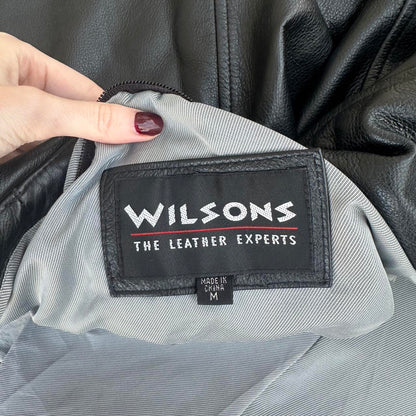 WILSONS
THE LEATHER EXPERTS
MADE IN
CHINA
M